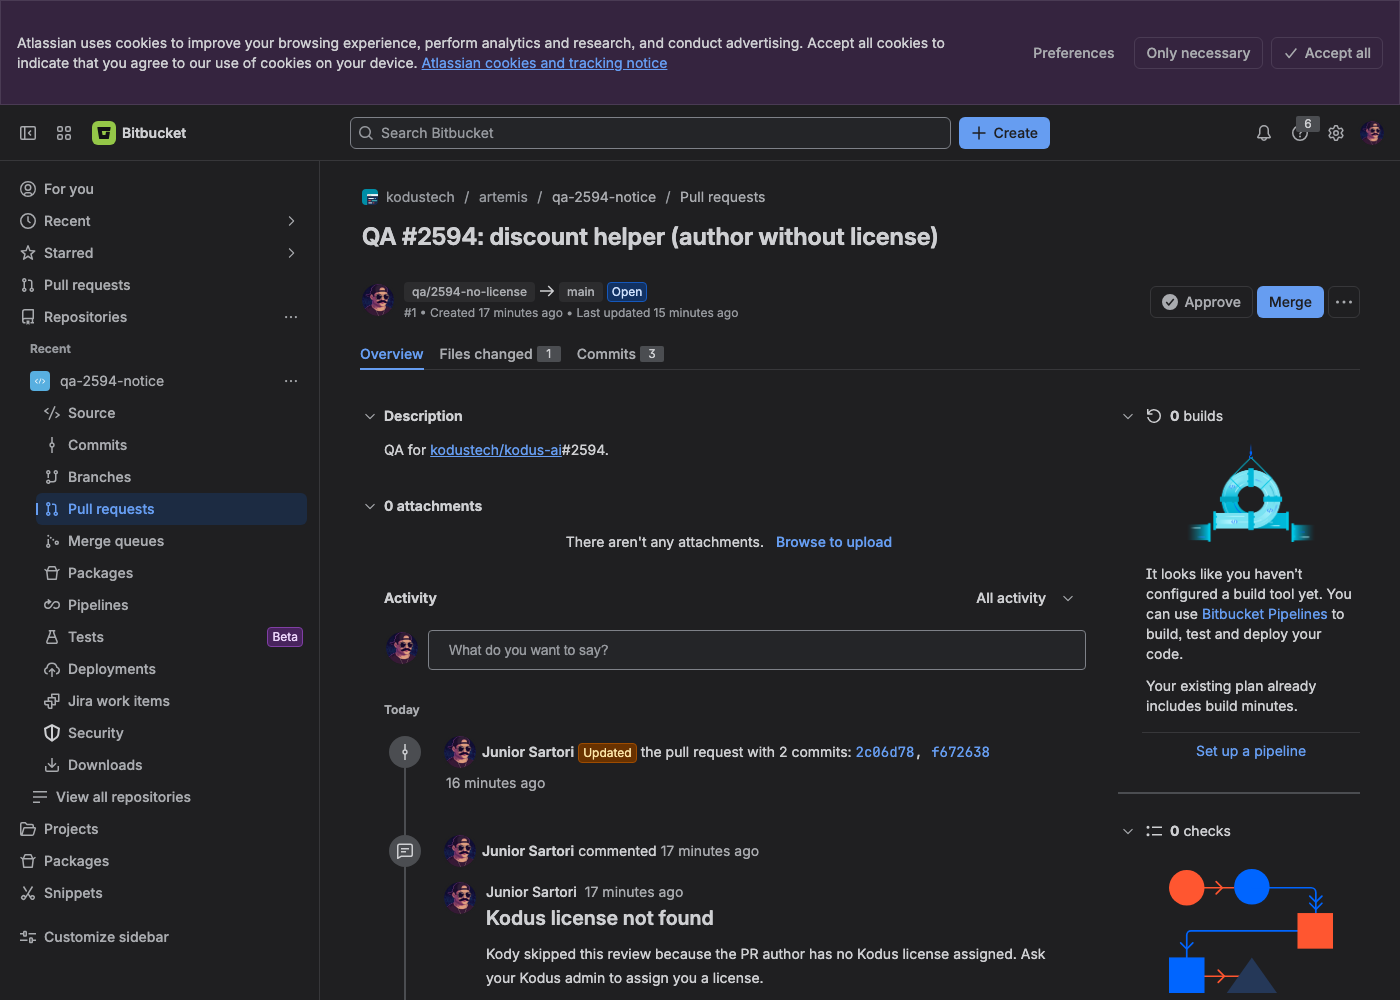 Atlassian uses cookies to improve your browsing experience, perform analytics and research, and conduct advertising. Accept all cookies to
indicate that you agree to our use of cookies on your device. Atlassian cookies and tracking notice
Preferences
Only necessary
Accept all
Bitbucket
Search Bitbucket
Create
6
For you
Recent
Starred
Pull requests
Repositories
Recent
qa-2594-notice
Source
Commits
Branches
Pull requests
Merge queues
Packages
Pipelines
Tests Beta
Deployments
Jira work items
Security
Downloads
View all repositories
Projects
Packages
Snippets
Customize sidebar
kodustech / artemis / qa-2594-notice / Pull requests
QA #2594: discount helper (author without license)
qa/2594-no-license → main Open
#1 • Created 17 minutes ago • Last updated 15 minutes ago
Approve
Merge
Overview
Files changed 1
Commits 3
Description
QA for kodustech/kodus-ai#2594.
0 attachments
There aren't any attachments. Browse to upload
Activity
All activity
What do you want to say?
Today
Junior Sartori Updated the pull request with 2 commits: 2c06d78, f672638
16 minutes ago
Junior Sartori commented 17 minutes ago
Junior Sartori 17 minutes ago
Kodus license not found
Kody skipped this review because the PR author has no Kodus license assigned. Ask
your Kodus admin to assign you a license.
0 builds
It looks like you haven't
configured a build tool yet. You
can use Bitbucket Pipelines to
build, test and deploy your
code.
Your existing plan already
includes build minutes.
Set up a pipeline
0 checks